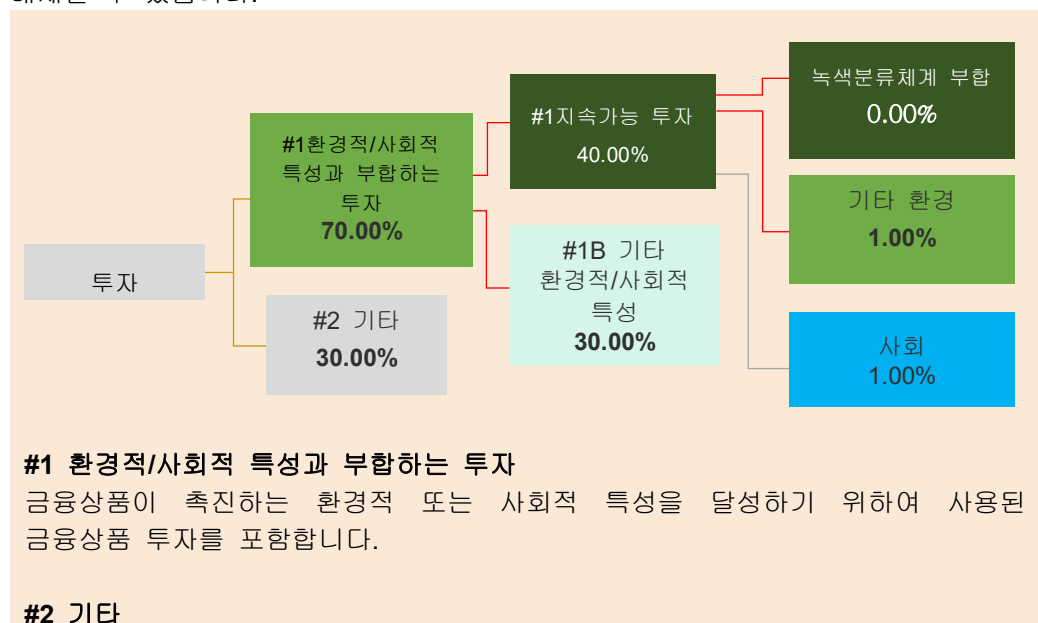 녹색분류체계 부합
0.00%
#1지속가능 투자
40.00%
#1환경적/사회적
특성과 부합하는
투자
70.00%
기타 환경
1.00%
#1B 기타
환경적/사회적
특성
30.00%
투자
#2 기타
30.00%
사회
1.00%
#1 환경적/사회적 특성과 부합하는 투자
금융상품이 촉진하는 환경적 또는 사회적 특성을 달성하기 위하여 사용된
금융상품 투자를 포함합니다.
#2 기타